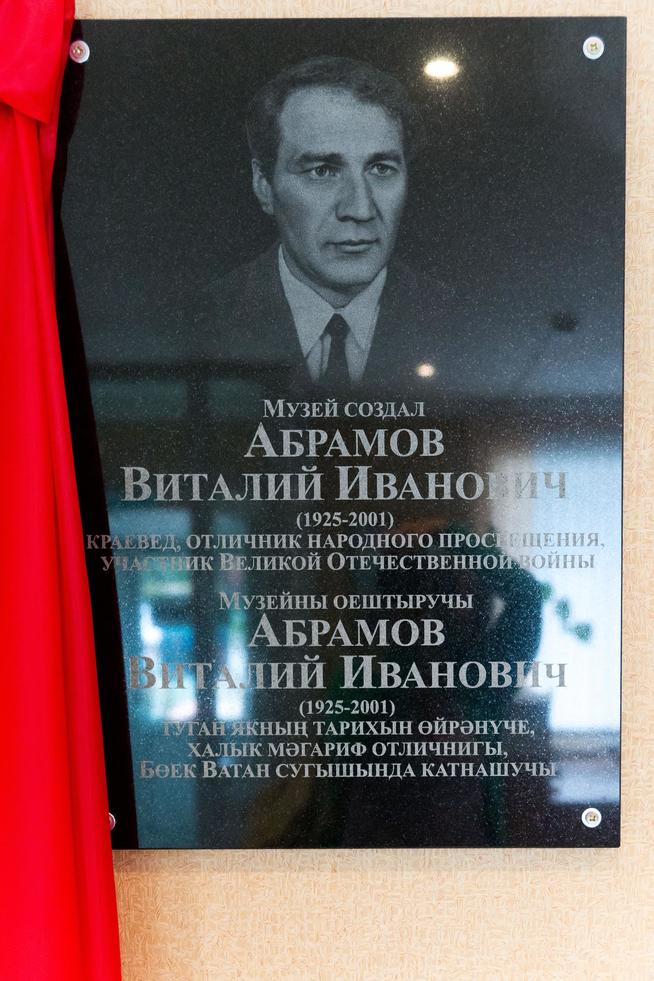 Музей создал
Абрамов
Виталий Иванович
(1925-2001)
краевед, отличник народного просвещения,
участник Великой Отечественной войны
Музейны оештыручы
Абрамов
Виталий Иванович
(1925-2001)
туган якның тарихын өйрәнүче,
халык мәгариф отличнигы,
Бөек Ватан сугышында катнашучы